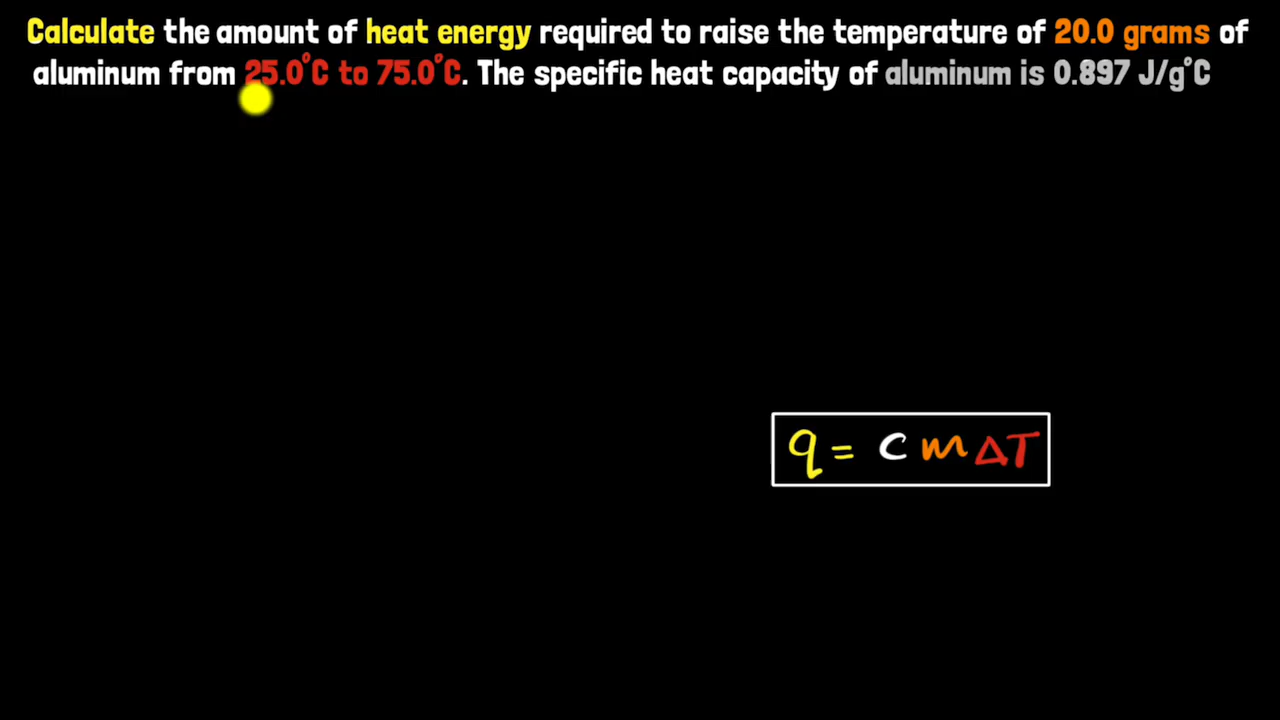 Calculate the amount of heat energy required to raise the temperature of 20.0 grams of
aluminum from 25.0°C to 75.0°C. The specific heat capacity of aluminum is 0.897 J/g°C
q = c m ΔT